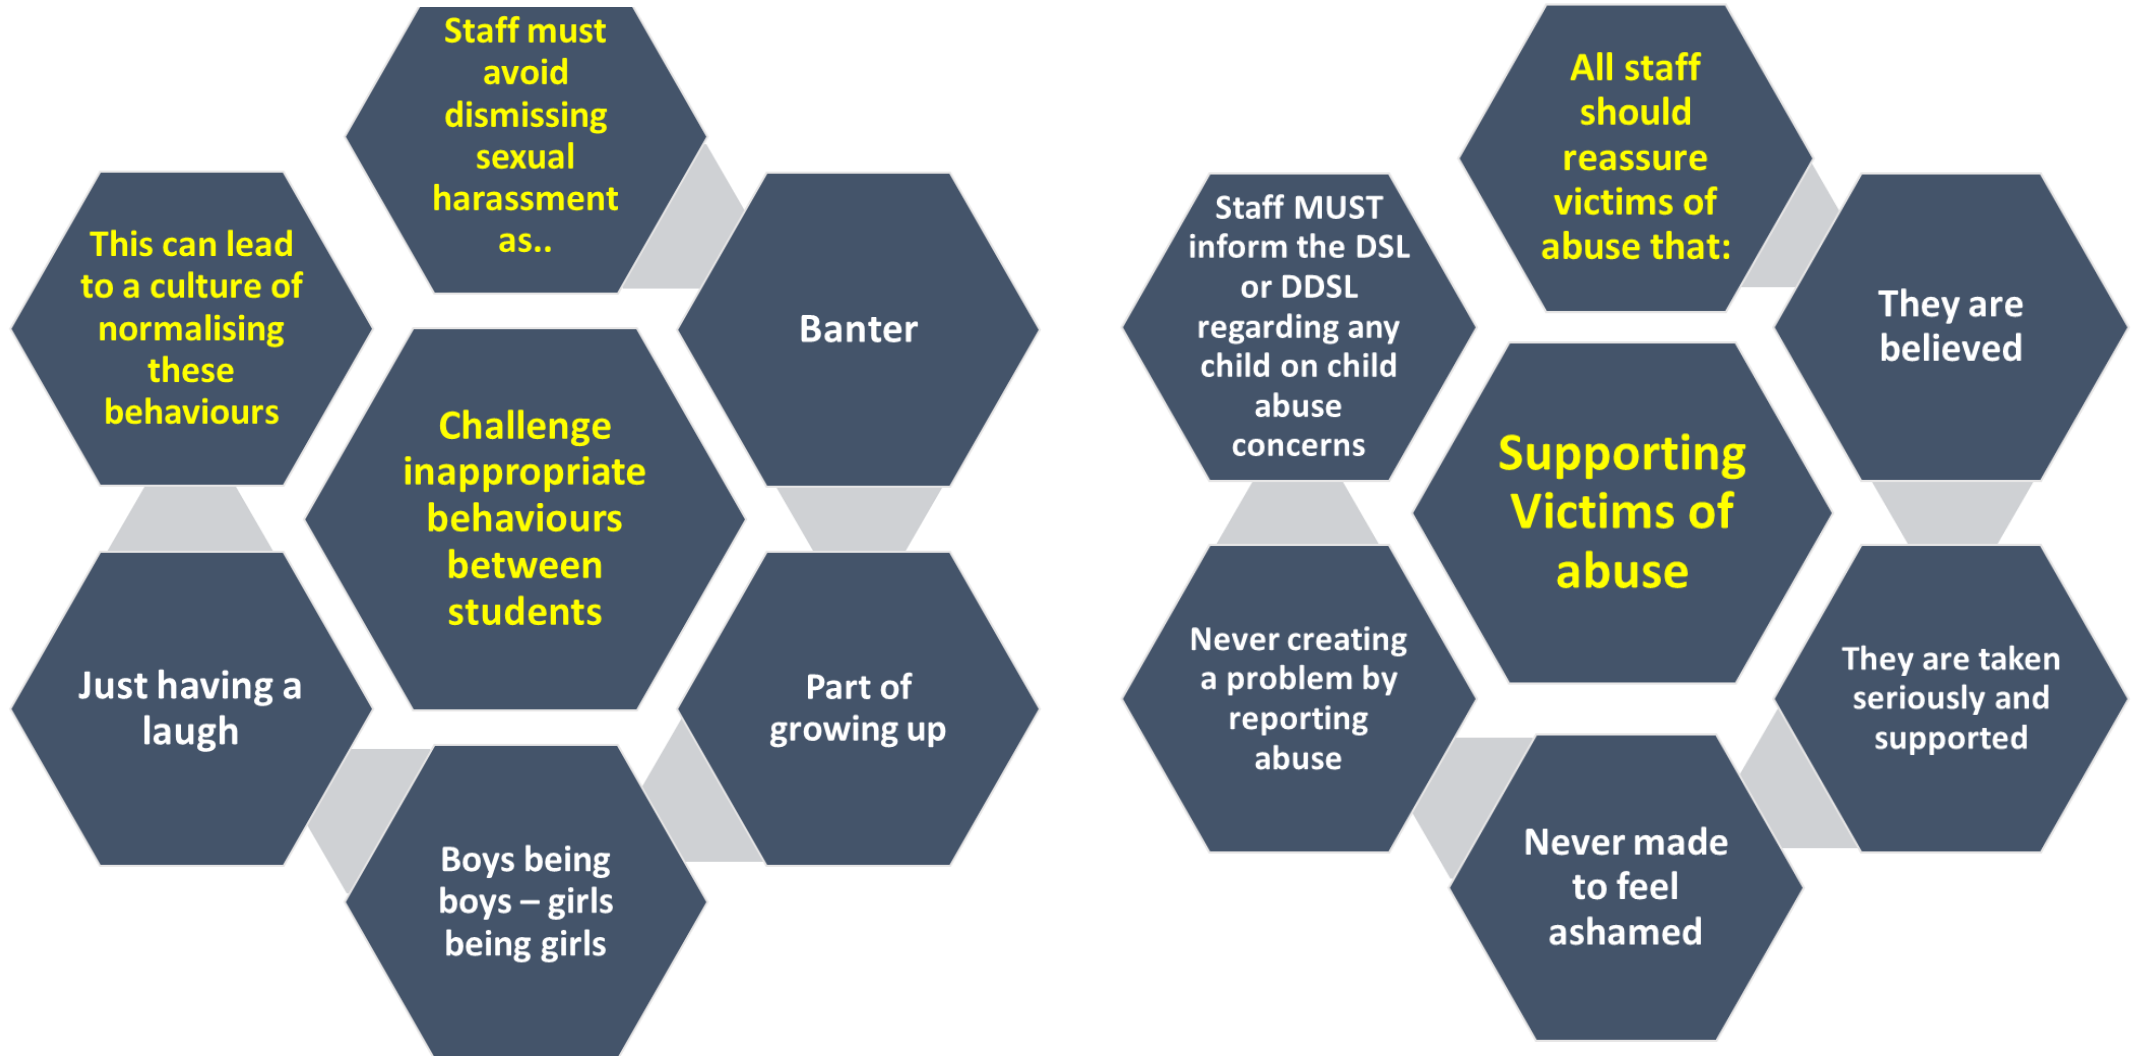 Staff must
avoid
dismissing
sexual
harassment
as..
Banter
Part of
growing up
Boys being
boys – girls
being girls
Just having a
laugh
This can lead
to a culture of
normalising
these
behaviours
Challenge
inappropriate
behaviours
between
students
All staff
should
reassure
victims of
abuse that:
They are
believed
They are taken
seriously and
supported
Never made
to feel
ashamed
Never creating
a problem by
reporting
abuse
Staff MUST
inform the DSL
or DDSL
regarding any
child on child
abuse
concerns
Supporting
Victims of
abuse